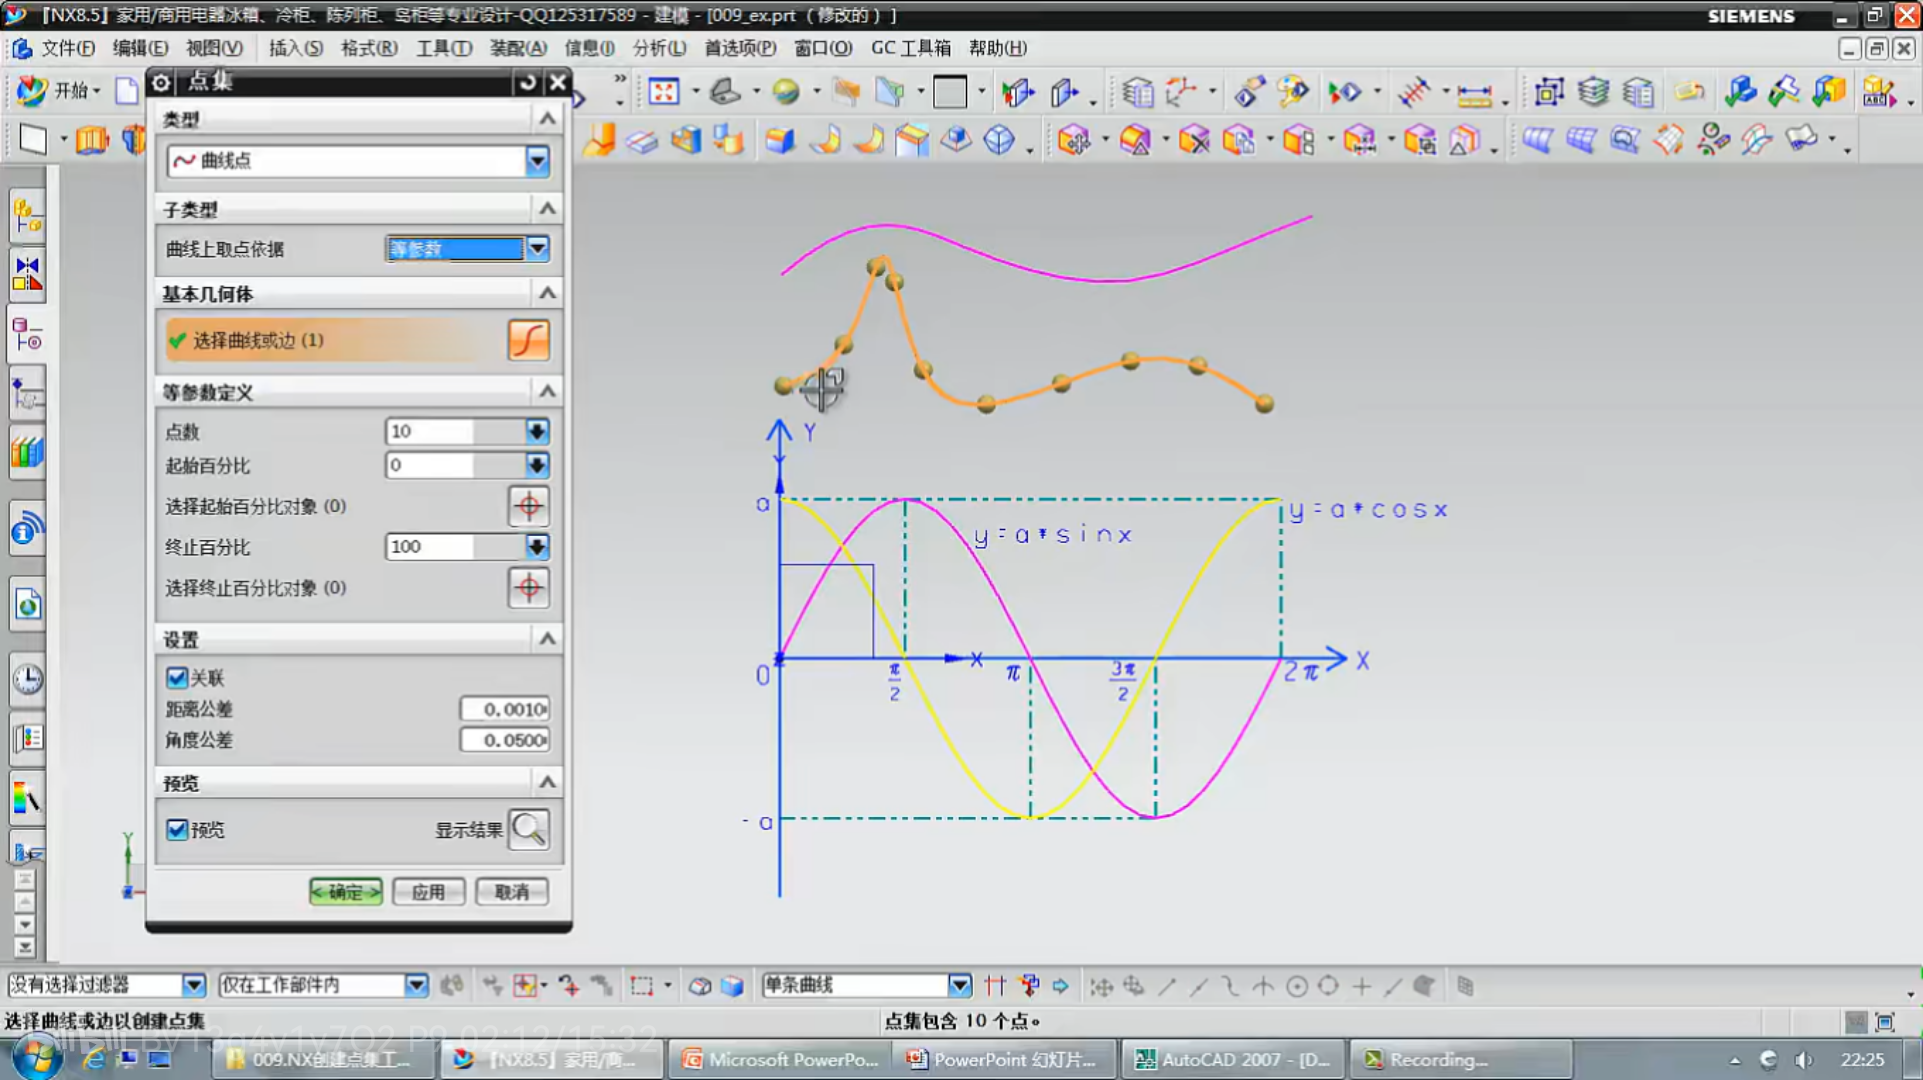 『NX8.5』家用/商用电器冰箱、冷柜、陈列柜、岛柜等专业设计-QQ125317589 - 建模 - [009_ex.prt （修改的）]
SIEMENS
文件(F) 编辑(E) 视图(V) 插入(S) 格式(R) 工具(T) 装配(A) 信息(I) 分析(L) 首选项(P) 窗口(O) GC 工具箱 帮助(H)
开始
点集
类型
曲线点
子类型
曲线上取点依据 等参数
基本几何体
选择曲线或边 (1)
等参数定义
点数 10
起始百分比 0
选择起始百分比对象 (0)
终止百分比 100
选择终止百分比对象 (0)
设置
关联
距离公差 0.0010
角度公差 0.0500
预览
预览 显示结果
<确定> 应用 取消
Y
a
y=a*sinx
y=a*cosx
0
π/2
X
π
3π/2
2π
X
-a
Y
没有选择过滤器 仅在工作部件内 单条曲线
选择曲线或边以创建点集 点集包含 10 个点。
P9 02:12/15:32
009.NX创建点集工... 『NX8.5』家用/商... Microsoft PowerPo... PowerPoint 幻灯片... AutoCAD 2007 - [D... Recording... 22:25